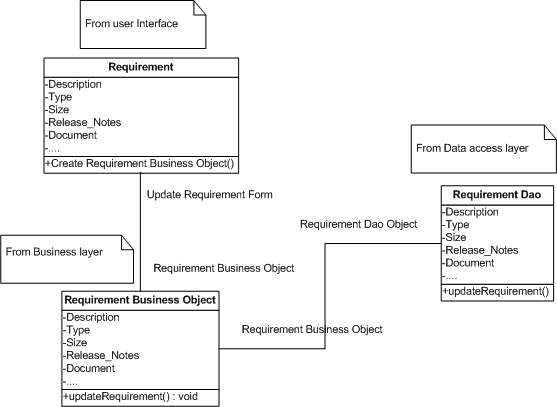 From user Interface
Requirement
-Description
-Type
-Size
-Release_Notes
-Document
-....
+Create Requirement Business Object()
From Data access layer
Update Requirement Form
Requirement Dao
-Description
-Type
-Size
-Release_Notes
-Document
-....
+updateRequirement()
Requirement Dao Object
From Business layer
Requirement Business Object
Requirement Business Object
-Description
-Type
-Size
-Release_Notes
-Document
-....
+updateRequirement() : void
Requirement Business Object